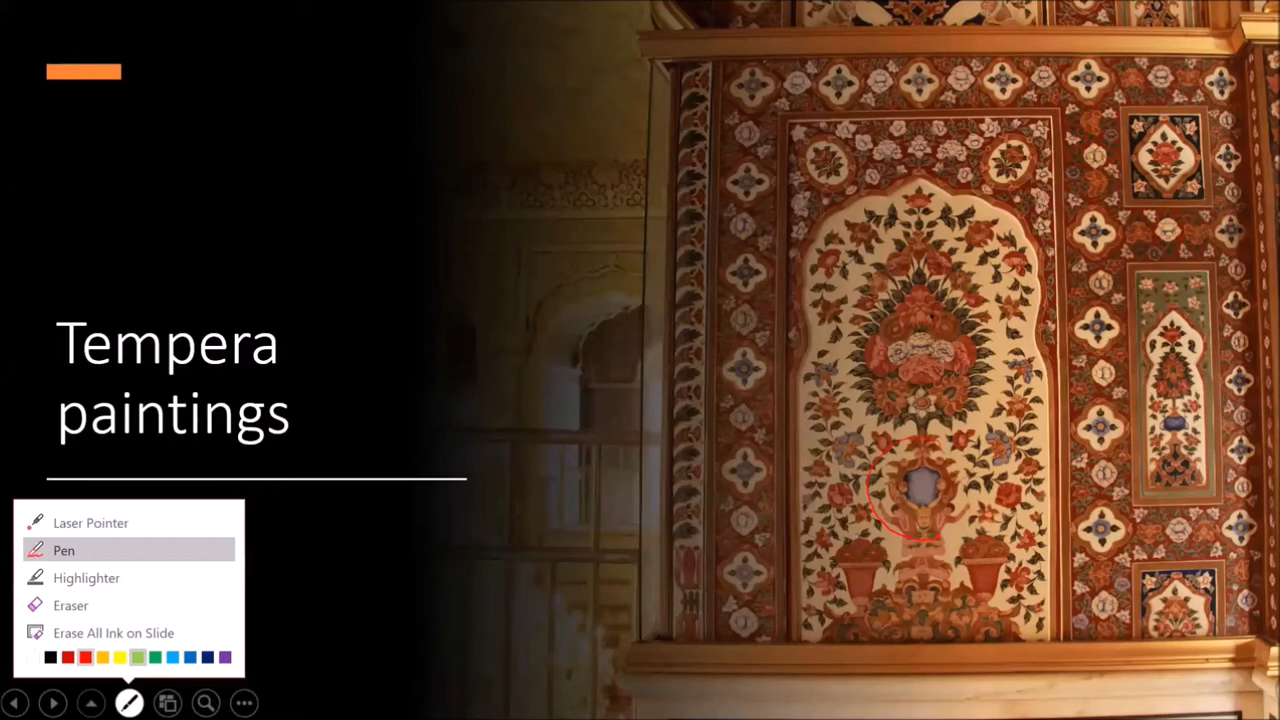 Tempera
paintings
Laser Pointer
Pen
Highlighter
Eraser
Erase All Ink on Slide